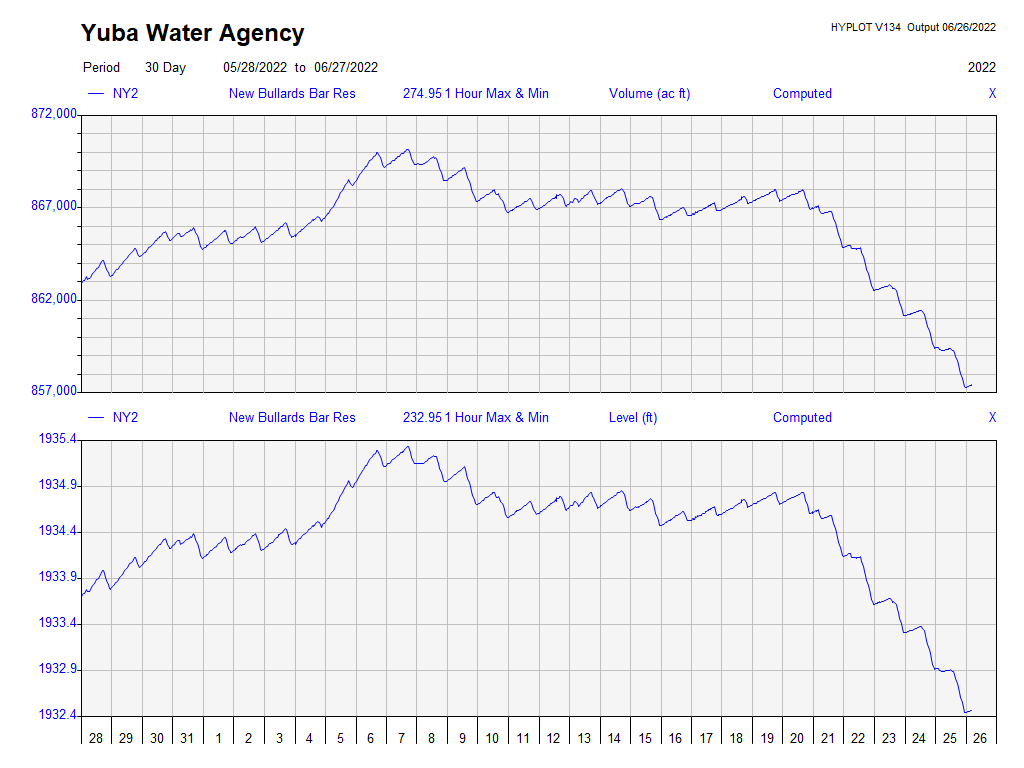 Yuba Water Agency
HYPLOT V134 Output 06/26/2022
Period 30 Day 05/28/2022 to 06/27/2022 2022
NY2 New Bullards Bar Res 274.95 1 Hour Max & Min Volume (ac ft) Computed X
872,000
867,000
862,000
857,000
NY2 New Bullards Bar Res 232.95 1 Hour Max & Min Level (ft) Computed X
1935.4
1934.9
1934.4
1933.9
1933.4
1932.9
1932.4
28 29 30 31 1 2 3 4 5 6 7 8 9 10 11 12 13 14 15 16 17 18 19 20 21 22 23 24 25 26